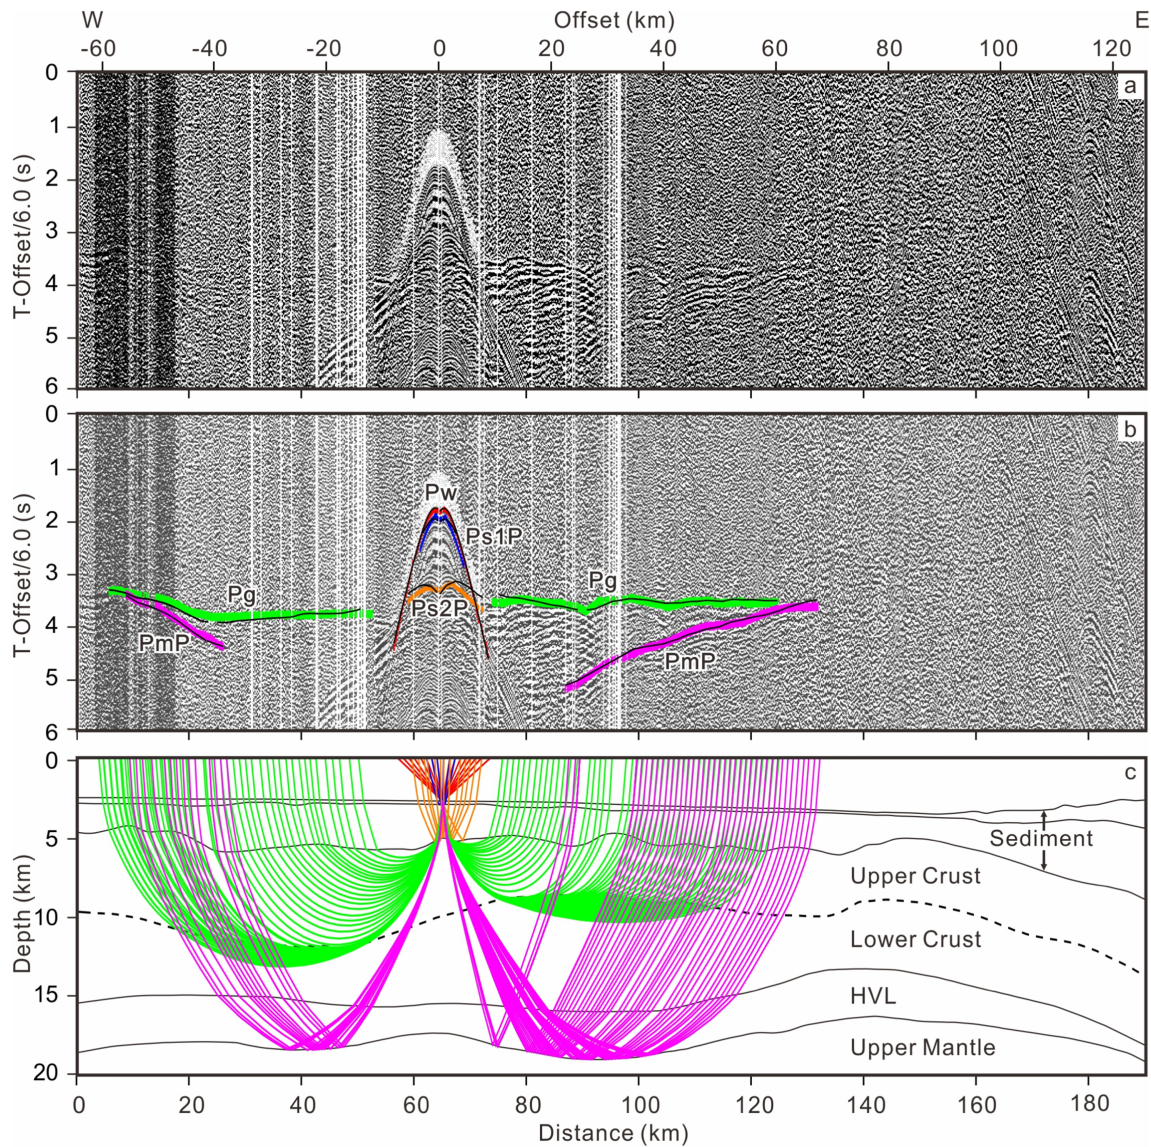 W Offset (km) E
-60 -40 -20 0 20 40 60 80 100 120
a
T-Offset/6.0 (s)
0
1
2
3
4
5
6
b
T-Offset/6.0 (s)
0
1
2
3
4
5
6
Pw
Ps1P
Pg Pg
Ps2P
PmP PmP
c
Depth (km)
0
5
10
15
20
Sediment
Upper Crust
Lower Crust
HVL
Upper Mantle
0 20 40 60 80 100 120 140 160 180
Distance (km)